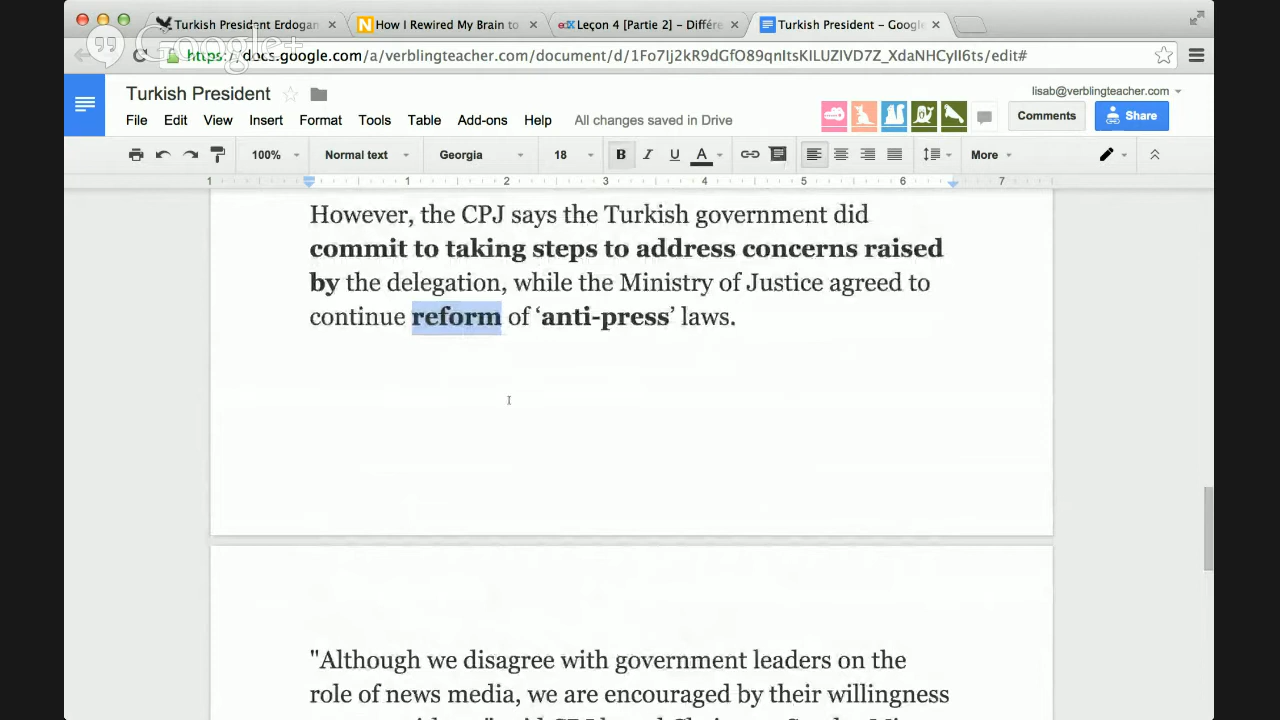 Turkish President Erdogan
How I Rewired My Brain to
edX Leçon 4 [Partie 2] – Différe
Turkish President – Google
Google+
https://docs.google.com/a/verblingteacher.com/document/d/1Fo7Ij2kR9dGfO89qnItsKILUZIVD7Z_XdaNHCyII6ts/edit#
Turkish President
lisab@verblingteacher.com
File Edit View Insert Format Tools Table Add-ons Help All changes saved in Drive
Comments
Share
100% Normal text Georgia 18 B I U A More
1 1 2 3 4 5 6 7
However, the CPJ says the Turkish government did
commit to taking steps to address concerns raised
by the delegation, while the Ministry of Justice agreed to
continue reform of ‘anti-press’ laws.
"Although we disagree with government leaders on the
role of news media, we are encouraged by their willingness